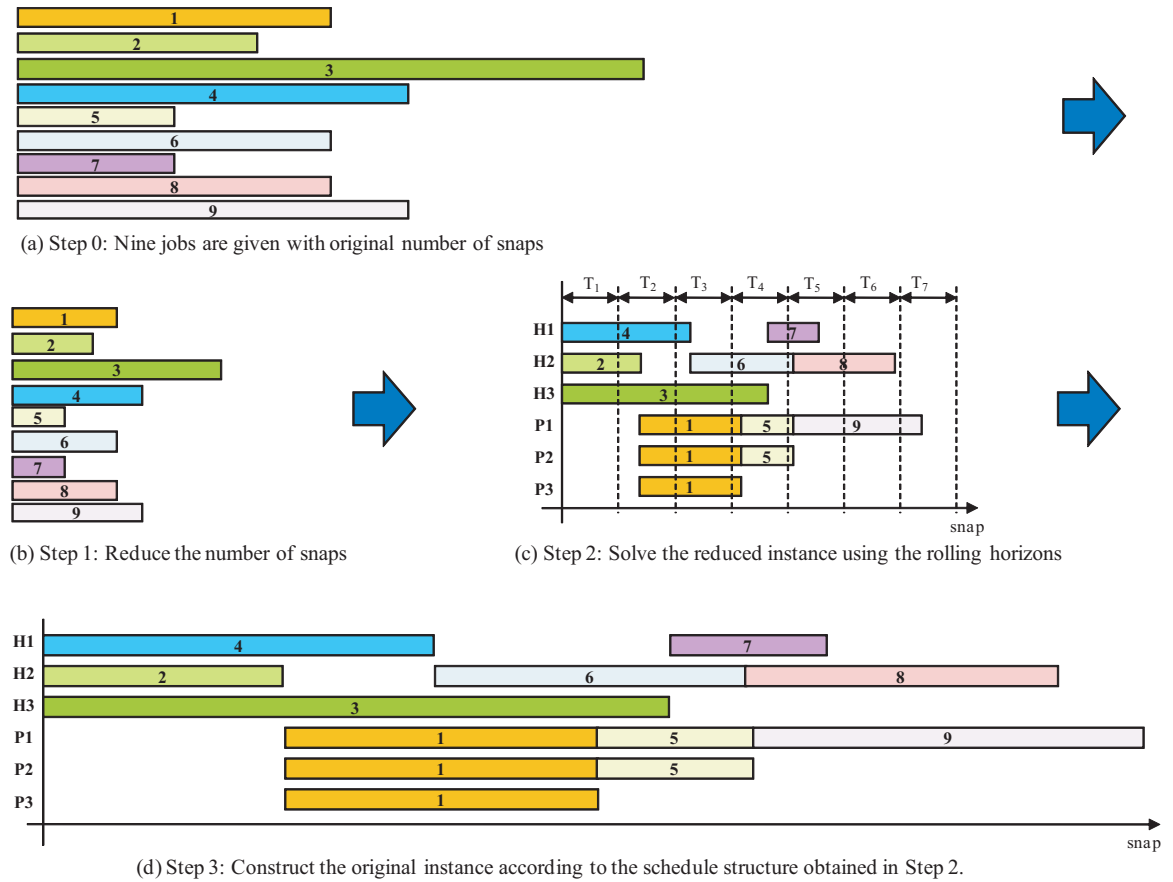 1
2
3
4
5
6
7
8
9
(a) Step 0: Nine jobs are given with original number of snaps
1
2
3
4
5
6
7
8
9
(b) Step 1: Reduce the number of snaps
T1 T2 T3 T4 T5 T6 T7
H1 4 7
H2 2 6 8
H3 3
P1 1 5 9
P2 1 5
P3 1
snap
(c) Step 2: Solve the reduced instance using the rolling horizons
H1 4 7
H2 2 6 8
H3 3
P1 1 5 9
P2 1 5
P3 1
snap
(d) Step 3: Construct the original instance according to the schedule structure obtained in Step 2.